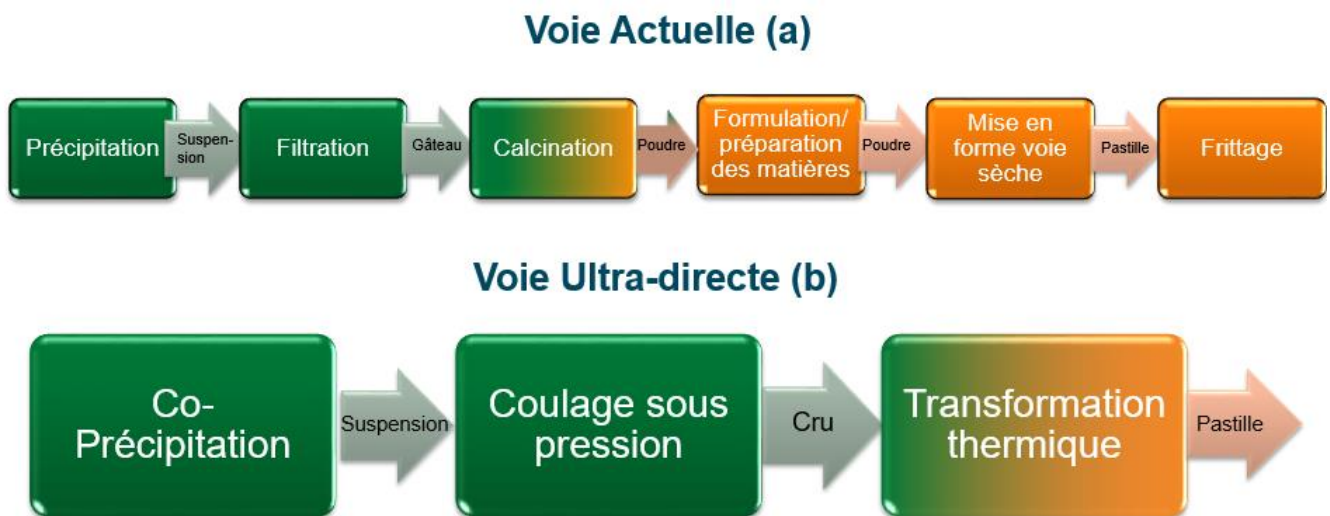 Voie Actuelle (a)
Précipitation
Suspen-
sion
Filtration
Gâteau
Calcination
Poudre
Formulation/
préparation
des matières
Poudre
Mise en
forme voie
sèche
Pastille
Frittage
Voie Ultra-directe (b)
Co-
Précipitation
Suspension
Coulage sous
pression
Cru
Transformation
thermique
Pastille